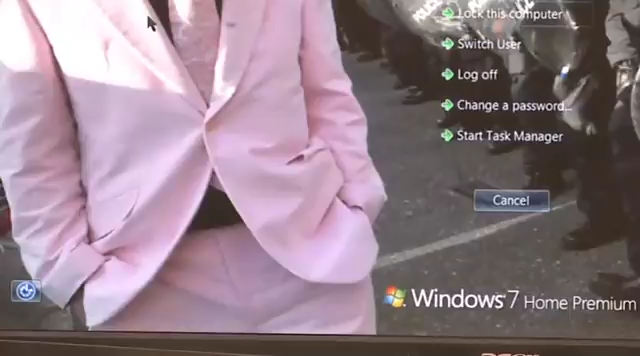 Lock this computer
Switch User
Log off
Change a password...
Start Task Manager
Cancel
Windows 7 Home Premium